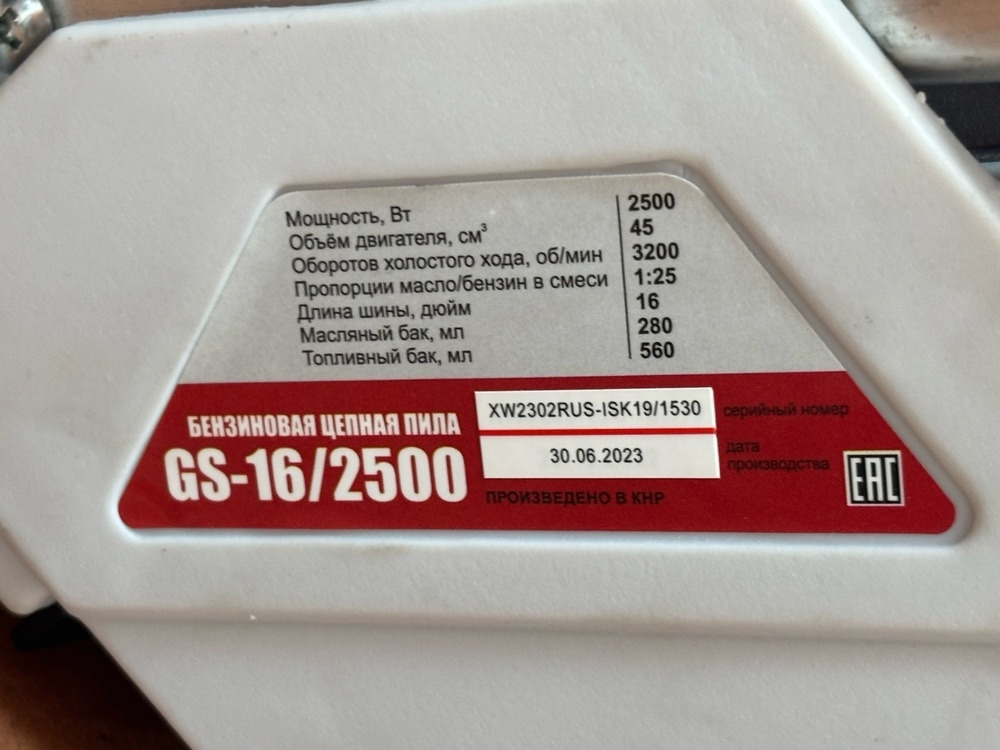 Мощность, Вт 2500
Объём двигателя, см³ 45
Оборотов холостого хода, об/мин 3200
Пропорции масло/бензин в смеси 1:25
Длина шины, дюйм 16
Масляный бак, мл 280
Топливный бак, мл 560
БЕНЗИНОВАЯ ЦЕПНАЯ ПИЛА
GS-16/2500
XW2302RUS-ISK19/1530 серийный номер
30.06.2023 дата
производства
ПРОИЗВЕДЕНО В КНР
EAC